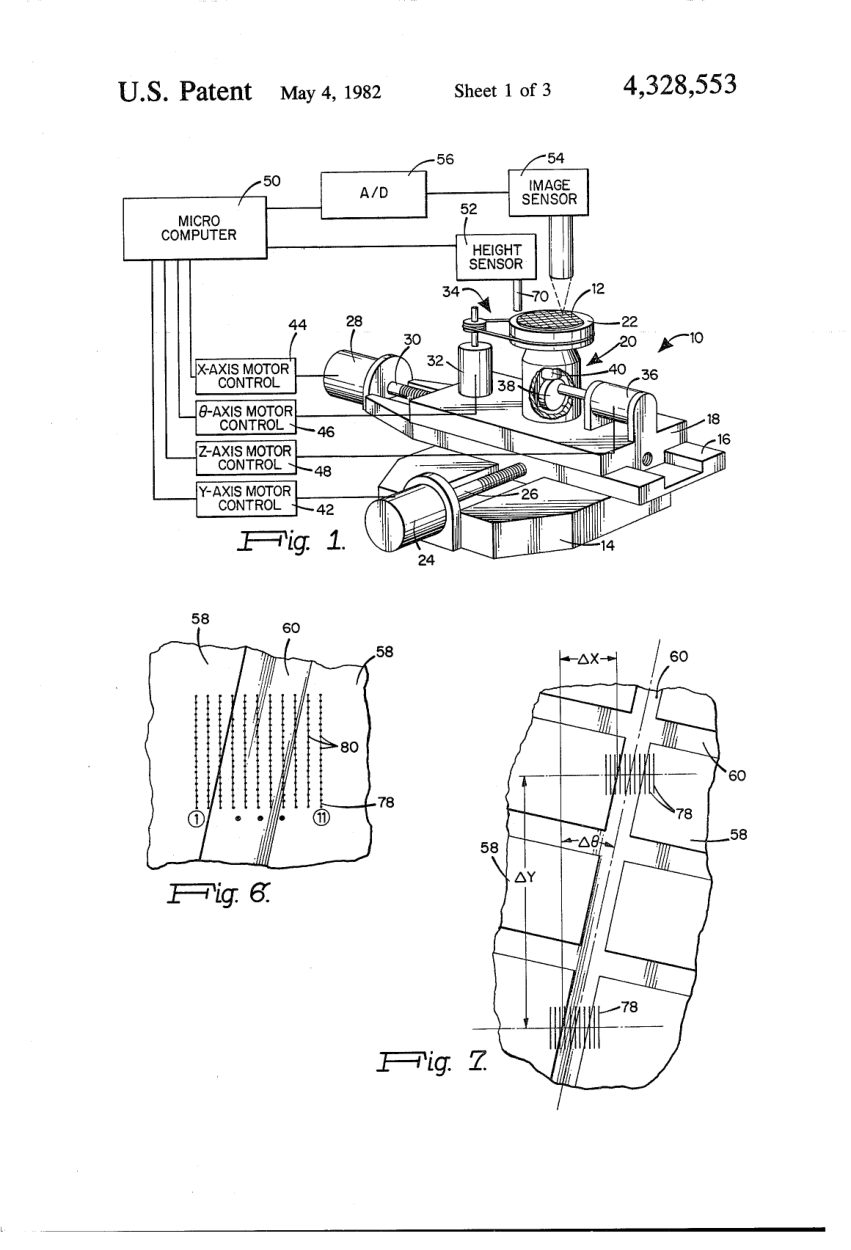 U.S. Patent May 4, 1982 Sheet 1 of 3 4,328,553
56
54
50
A/D
IMAGE
SENSOR
MICRO
COMPUTER
52
HEIGHT
SENSOR
34
70
12
22
44
28
30
20
10
32
40
36
X-AXIS MOTOR
CONTROL
38
θ-AXIS MOTOR
CONTROL
46
18
16
Z-AXIS MOTOR
CONTROL
48
Y-AXIS MOTOR
CONTROL
42
26
24
14
Fig. 1.
58
60
58
80
78
1
11
Fig. 6.
ΔX
60
60
78
58
Δθ
58
ΔY
78
Fig. 7.